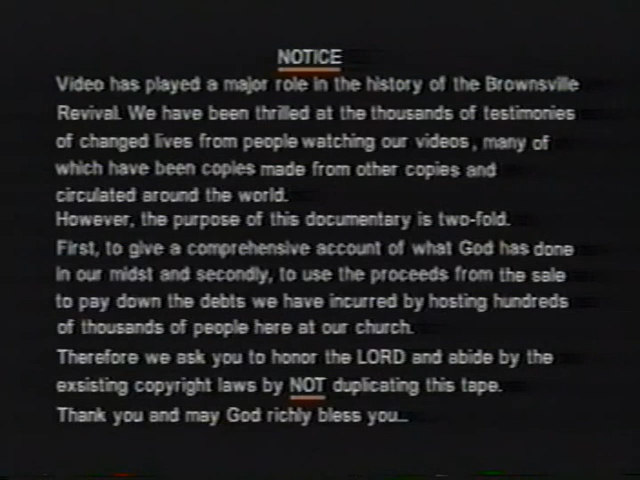 NOTICE
Video has played a major role in the history of the Brownsville
Revival. We have been thrilled at the thousands of testimonies
of changed lives from people watching our videos, many of
which have been copies made from other copies and
circulated around the world.
However, the purpose of this documentary is two-fold.
First, to give a comprehensive account of what God has done
in our midst and secondly, to use the proceeds from the sale
to pay down the debts we have incurred by hosting hundreds
of thousands of people here at our church.
Therefore we ask you to honor the LORD and abide by the
exsisting copyright laws by NOT duplicating this tape.
Thank you and may God richly bless you...